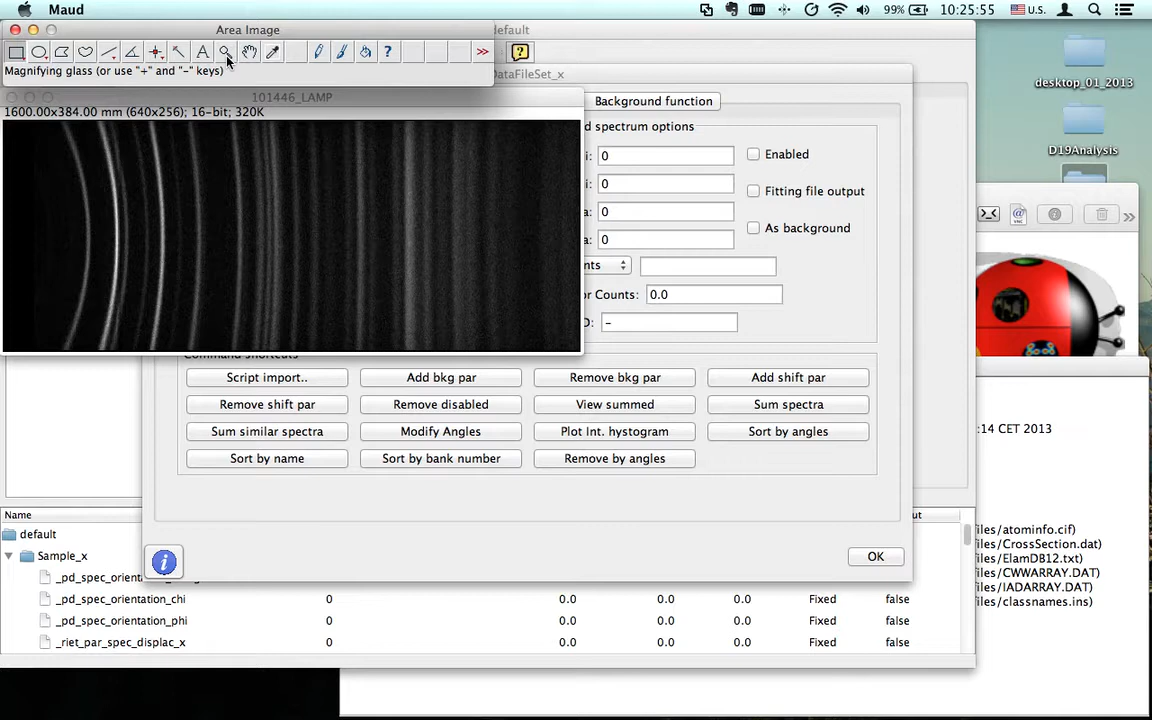 Maud
99%
10:25:55
U.S.
Area Image
default
A
?
>>
?
Magnifying glass (or use "+" and "-" keys)
DataFileSet_x
desktop_01_2013
101446_LAMP
Background function
1600.00x384.00 mm (640x256); 16-bit; 320K
d spectrum options
D19Analysis
i: 0
Enabled
i: 0
Fitting file output
a: 0
As background
a: 0
nts
or Counts: 0.0
D: –
Command shortcuts
Script import..
Add bkg par
Remove bkg par
Add shift par
Remove shift par
Remove disabled
View summed
Sum spectra
Sum similar spectra
Modify Angles
Plot Int. hystogram
Sort by angles
:14 CET 2013
Sort by name
Sort by bank number
Remove by angles
Name
ut
default
iles/atominfo.cif)
Sample_x
iles/CrossSection.dat)
OK
iles/ElamDB12.txt)
iles/CWWARRAY.DAT)
iles/IADARRAY.DAT)
_pd_spec_orientation_chi
0
0.0
0.0
0.0
Fixed
false
iles/classnames.ins)
_pd_spec_orientation_phi
0
0.0
0.0
0.0
Fixed
false
_riet_par_spec_displac_x
0
0.0
0.0
0.0
Fixed
false